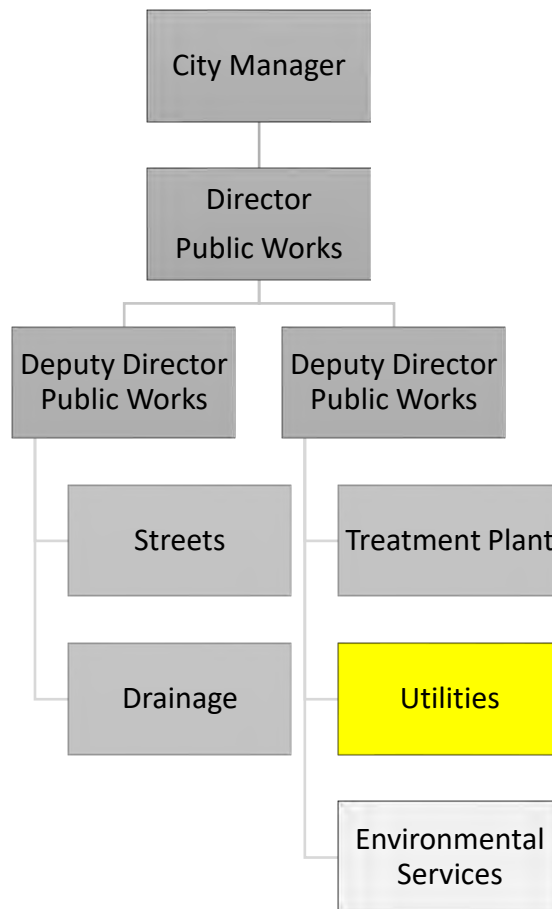 City Manager
Director
Public Works
Deputy Director
Public Works
Deputy Director
Public Works
Streets
Treatment Plant
Drainage
Utilities
Environmental
Services